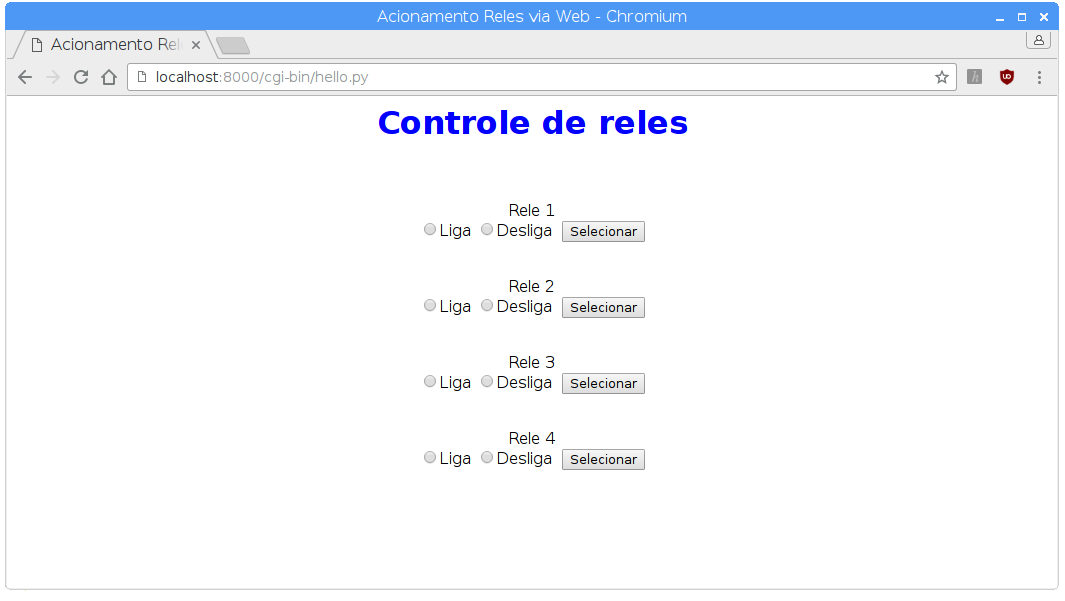 Acionamento Reles via Web - Chromium
Acionamento Rel
localhost:8000/cgi-bin/hello.py
Controle de reles
Rele 1
Liga Desliga Selecionar
Rele 2
Liga Desliga Selecionar
Rele 3
Liga Desliga Selecionar
Rele 4
Liga Desliga Selecionar